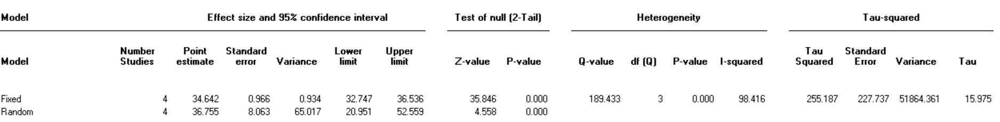 Model Effect size and 95% confidence interval Test of null (2-Tail) Heterogeneity Tau-squared
Number Point Standard Lower Upper Tau Standard
Model Studies estimate error Variance limit limit Z-value P-value Q-value df (Q) P-value I-squared Squared Error Variance Tau
Fixed 4 34.642 0.966 0.934 32.747 36.536 35.846 0.000 189.433 3 0.000 98.416 255.187 227.737 51864.361 15.975
Random 4 36.755 8.063 65.017 20.951 52.559 4.558 0.000